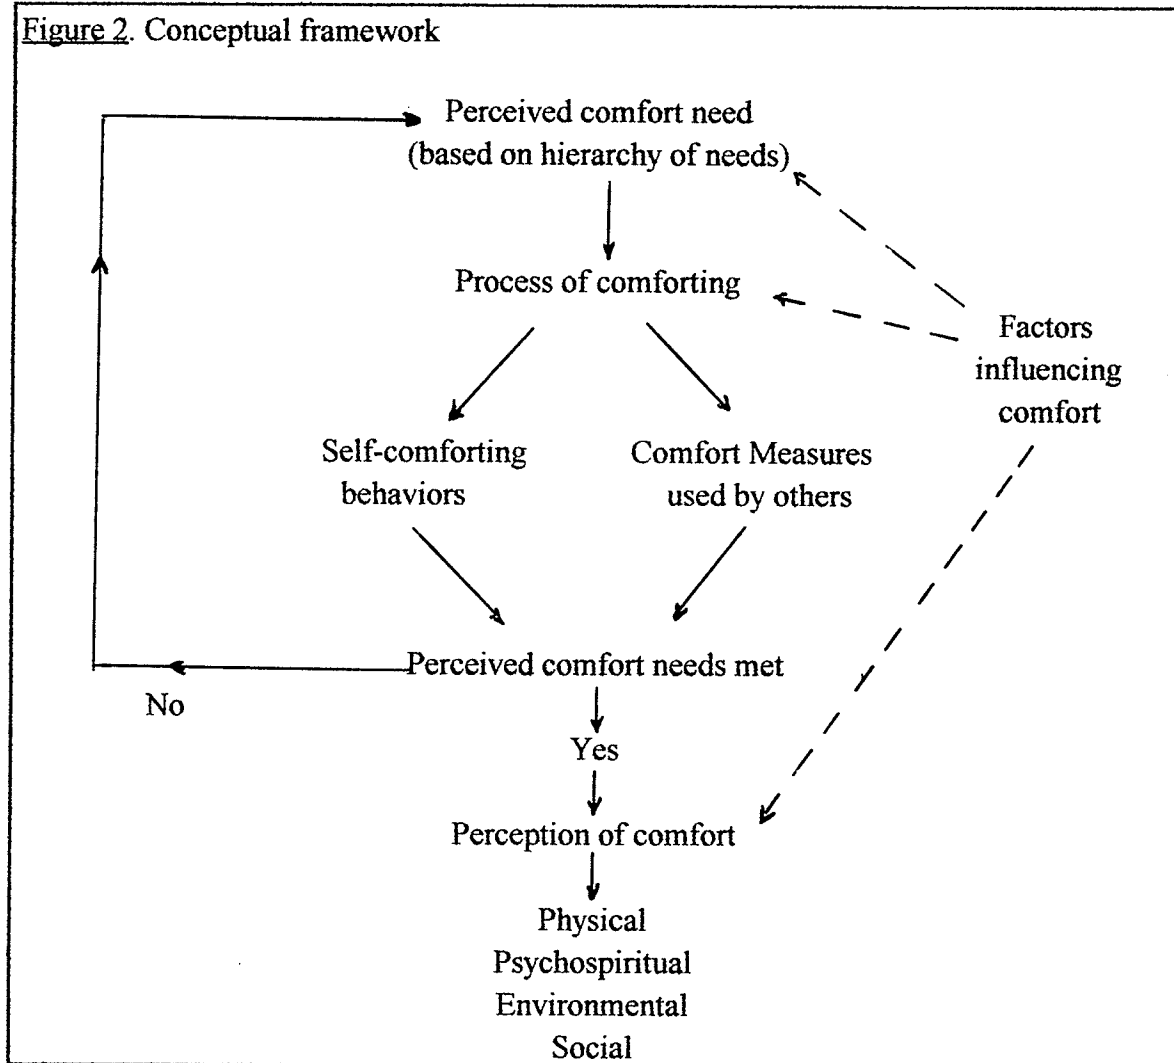 Figure 2. Conceptual framework
Perceived comfort need
(based on hierarchy of needs)
Process of comforting
Factors
influencing
comfort
Self-comforting
behaviors
Comfort Measures
used by others
Perceived comfort needs met
No
Yes
Perception of comfort
Physical
Psychospiritual
Environmental
Social